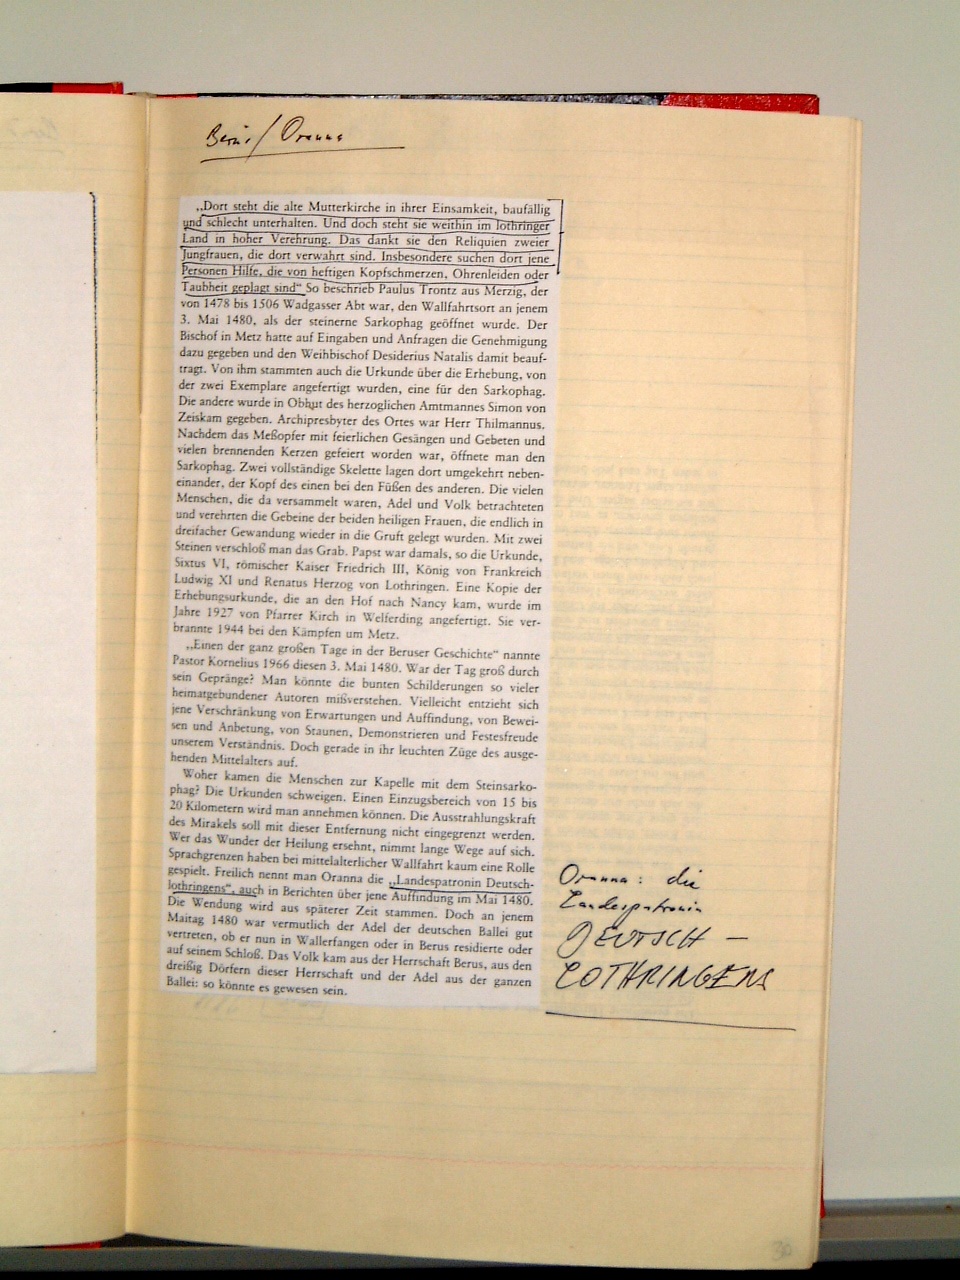 Berus/Oranna
„Dort steht die alte Mutterkirche in ihrer Einsamkeit, baufällig
und schlecht unterhalten. Und doch steht sie weithin im lothringer
Land in hoher Verehrung. Das dankt sie den Reliquien zweier
Jungfrauen, die dort verwahrt sind. Insbesondere suchen dort jene
Personen Hilfe, die von heftigen Kopfschmerzen, Ohrenleiden oder
Taubheit geplagt sind“ So beschrieb Paulus Trontz aus Merzig, der
von 1478 bis 1506 Wadgasser Abt war, den Wallfahrtsort an jenem
3. Mai 1480, als der steinerne Sarkophag geöffnet wurde. Der
Bischof in Metz hatte auf Eingaben und Anfragen die Genehmigung
dazu gegeben und den Weihbischof Desiderius Natalis damit beauf-
tragt. Von ihm stammten auch die Urkunde über die Erhebung, von
der zwei Exemplare angefertigt wurden, eine für den Sarkophag.
Die andere wurde in Obhut des herzoglichen Amtmannes Simon von
Zeiskam gegeben. Archipresbyter des Ortes war Herr Thilmannus.
Nachdem das Meßopfer mit feierlichen Gesängen und Gebeten und
vielen brennenden Kerzen gefeiert worden war, öffnete man den
Sarkophag. Zwei vollständige Skelette lagen dort umgekehrt neben-
einander, der Kopf des einen bei den Füßen des anderen. Die vielen
Menschen, die da versammelt waren, Adel und Volk betrachteten
und verehrten die Gebeine der beiden heiligen Frauen, die endlich in
dreifacher Gewandung wieder in die Gruft gelegt wurden. Mit zwei
Steinen verschloß man das Grab. Papst war damals, so die Urkunde,
Sixtus VI, römischer Kaiser Friedrich III, König von Frankreich
Ludwig XI und Renatus Herzog von Lothringen. Eine Kopie der
Erhebungsurkunde, die an den Hof nach Nancy kam, wurde im
Jahre 1927 von Pfarrer Kirch in Welferding angefertigt. Sie ver-
brannte 1944 bei den Kämpfen um Metz.
„Einen der ganz großen Tage in der Beruser Geschichte“ nannte
Pastor Kornelius 1966 diesen 3. Mai 1480. War der Tag groß durch
sein Gepränge? Man könnte die bunten Schilderungen so vieler
heimatgebundener Autoren mißverstehen. Vielleicht entzieht sich
jene Verschränkung von Erwartungen und Auffindung, von Bewei-
sen und Anbetung, von Staunen, Demonstrieren und Festesfreude
unserem Verständnis. Doch gerade in ihr leuchten Züge des ausge-
henden Mittelalters auf.
Woher kamen die Menschen zur Kapelle mit dem Steinsarko-
phag? Die Urkunden schweigen. Einen Einzugsbereich von 15 bis
20 Kilometern wird man annehmen können. Die Ausstrahlungskraft
des Mirakels soll mit dieser Entfernung nicht eingegrenzt werden.
Wer das Wunder der Heilung ersehnt, nimmt lange Wege auf sich.
Sprachgrenzen haben bei mittelalterlicher Wallfahrt kaum eine Rolle
gespielt. Freilich nennt man Oranna die „Landespatronin Deutsch-
lothringens“, auch in Berichten über jene Auffindung im Mai 1480.
Die Wendung wird aus späterer Zeit stammen. Doch an jenem
Maitag 1480 war vermutlich der Adel der deutschen Ballei gut
vertreten, ob er nun in Wallerfangen oder in Berus residierte oder
auf seinem Schloß. Das Volk kam aus der Herrschaft Berus, aus den
dreißig Dörfern dieser Herrschaft und der Adel aus der ganzen
Ballei: so könnte es gewesen sein.
Oranna: die
Landespatronin
DEUTSCH –
LOTHRINGENS
30